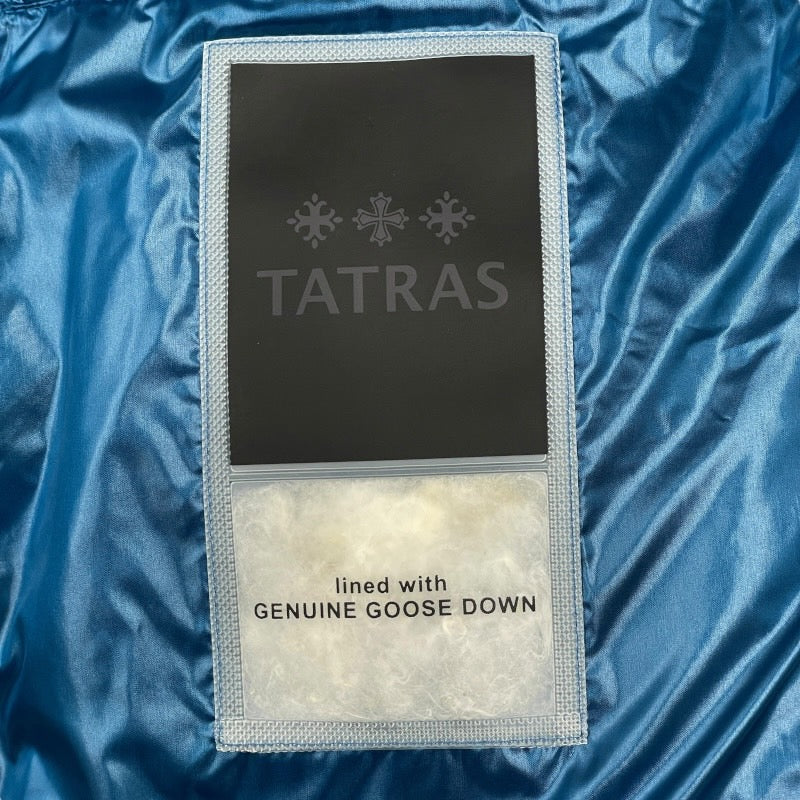 TATRAS
lined with
GENUINE GOOSE DOWN